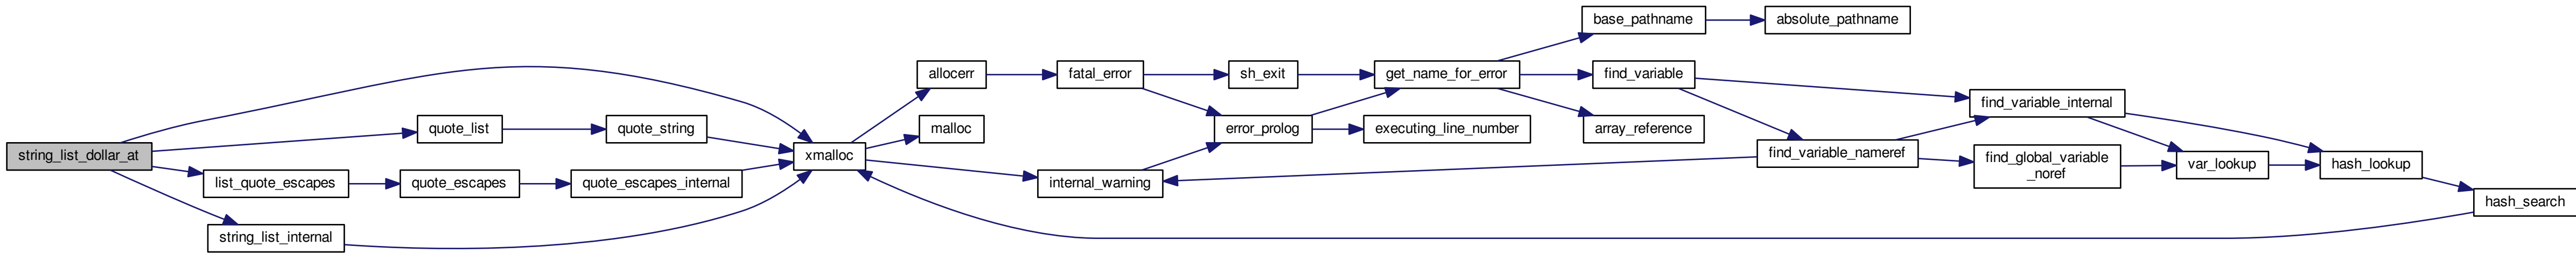 string_list_dollar_at
quote_list
list_quote_escapes
string_list_internal
quote_escapes
quote_string
quote_escapes_internal
xmalloc
allocerr
malloc
internal_warning
fatal_error
sh_exit
error_prolog
get_name_for_error
executing_line_number
base_pathname
find_variable
array_reference
absolute_pathname
find_variable_nameref
find_variable_internal
find_global_variable
_noref
var_lookup
hash_lookup
hash_search